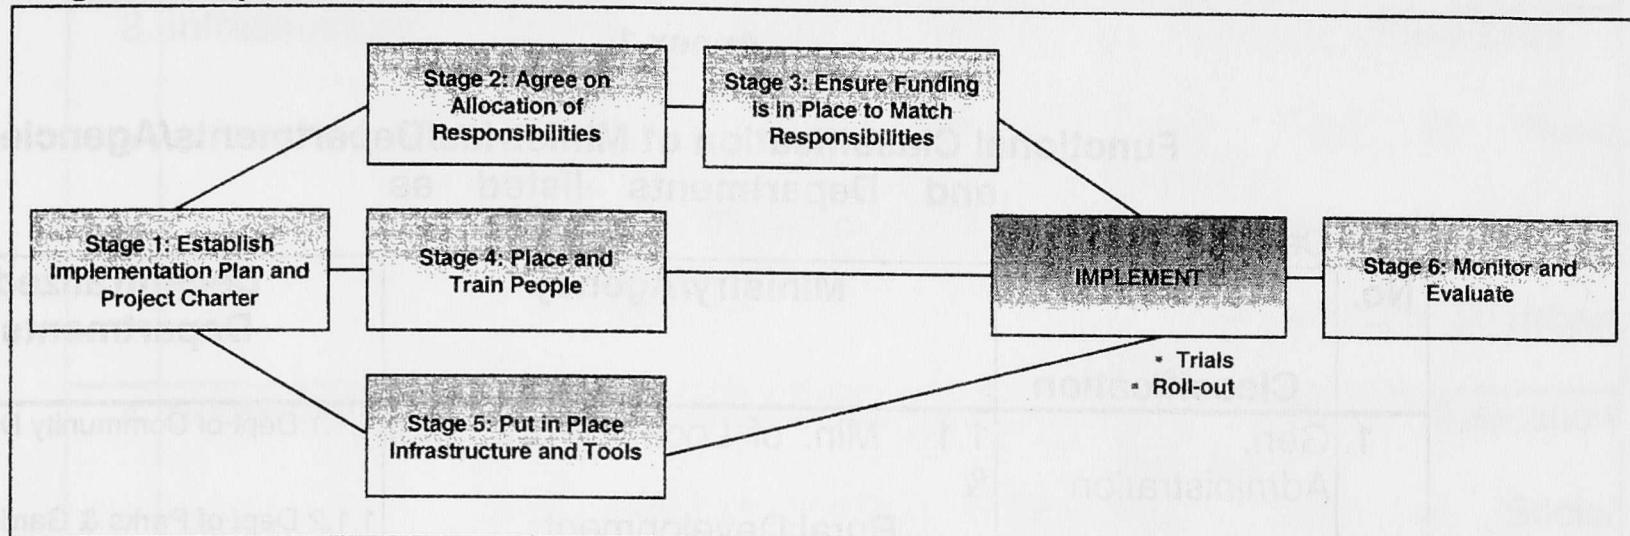 Stage 2: Agree on
Allocation of
Responsibilities
Stage 3: Ensure Funding
is in Place to Match
Responsibilities
Stage 1: Establish
Implementation Plan and
Project Charter
Stage 4: Place and
Train People
IMPLEMENT
Stage 6: Monitor and
Evaluate
▪ Trials
▪ Roll-out
Stage 5: Put in Place
Infrastructure and Tools